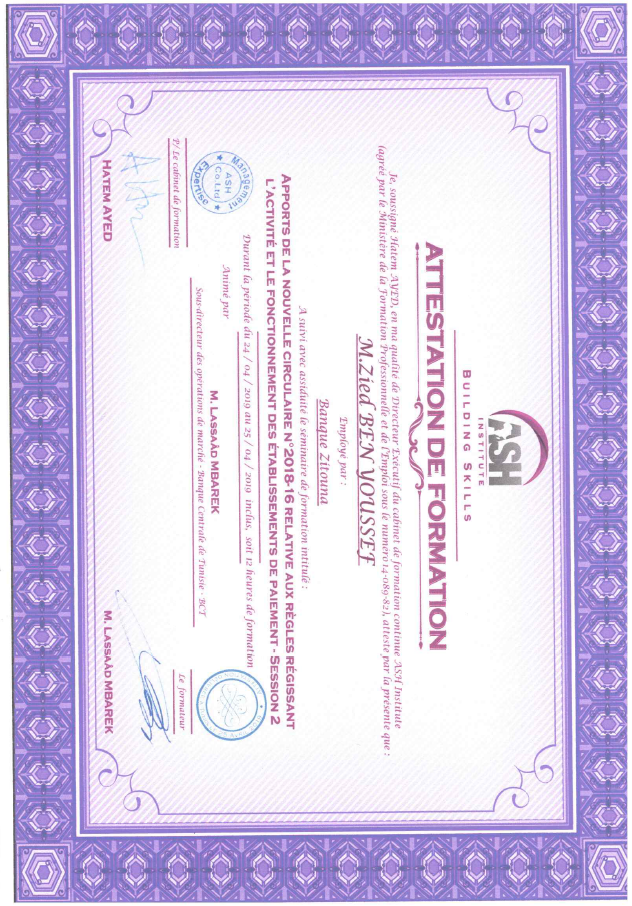 ASH
INSTITUTE
BUILDING SKILLS
ATTESTATION DE FORMATION
Je, soussigné Hatem AYED, en ma qualité de Directeur Exécutif du cabinet de formation continue ASH Institute
(agréé par le Ministère de la Formation Professionnelle et de l'Emploi sous le numéro 14-089-82), atteste par la présente que :
M.Zied BEN YOUSSEF
Employé par :
Banque Zitouna
A suivi avec assiduité le séminaire de formation intitulé :
APPORTS DE LA NOUVELLE CIRCULAIRE N°2018-16 RELATIVE AUX RÈGLES RÉGISSANT
L'ACTIVITÉ ET LE FONCTIONNEMENT DES ÉTABLISSEMENTS DE PAIEMENT - SESSION 2
Durant la période du 24 / 04 / 2019 au 25 / 04 / 2019 inclus, soit 12 heures de formation
Animé par
M. LASSAÂD MBAREK
Sous-directeur des opérations de marché - Banque Centrale de Tunisie - BCT
P/ Le cabinet de formation
Management
ASH
Co.Ltd
Expertise
HATEM AYED
Le formateur
M. LASSAÂD MBAREK